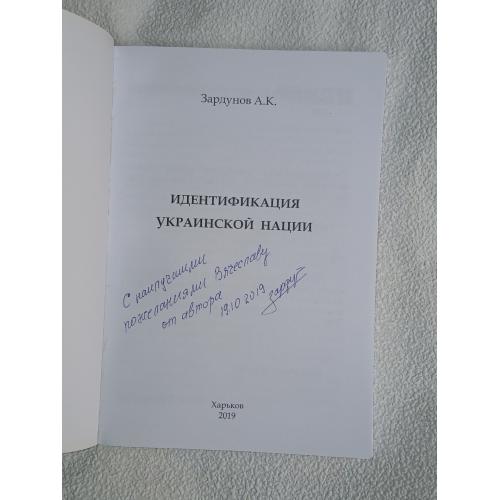 Зардунов А.К.
ИДЕНТИФИКАЦИЯ
УКРАИНСКОЙ НАЦИИ
С наилучшими
пожеланиями Вячеславу
от автора
19.10 2019
Харьков
2019